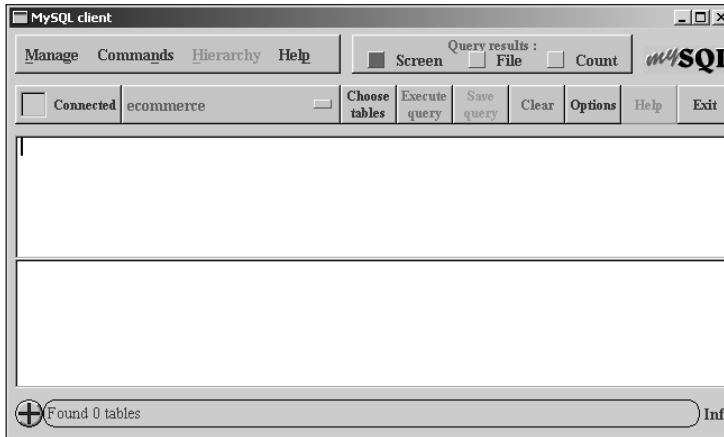 MySQL client
Manage Commands Hierarchy Help
Query results :
Screen File Count
mySQL
Connected ecommerce
Choose tables
Execute query
Save query
Clear Options Help Exit
Found 0 tables
Inf